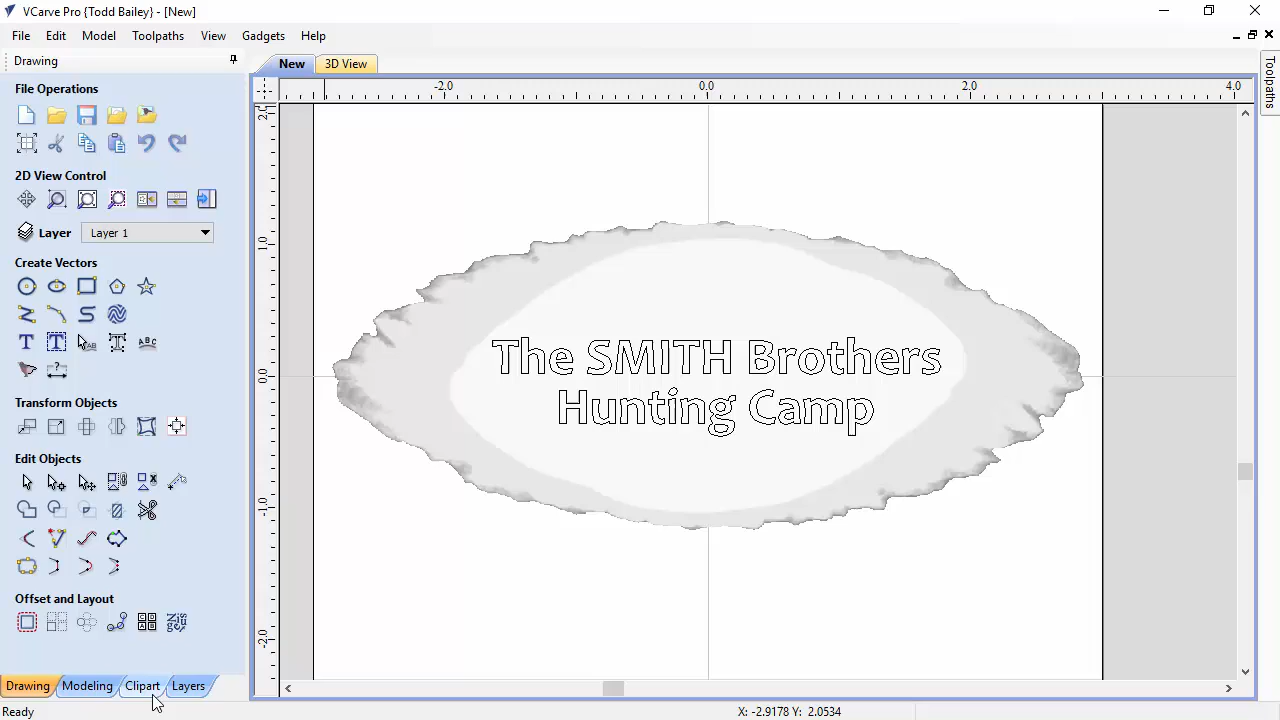 VCarve Pro {Todd Bailey} - [New]
File Edit Model Toolpaths View Gadgets Help
Drawing
New 3D View
Toolpaths
File Operations
2D View Control
Layer Layer 1
Create Vectors
Transform Objects
Edit Objects
Offset and Layout
-2.0 0.0 2.0 4.0
2.0
1.0
0.0
-1.0
-2.0
The SMITH Brothers
Hunting Camp
Drawing Modeling Clipart Layers
Ready X: -2.9178 Y: 2.0534